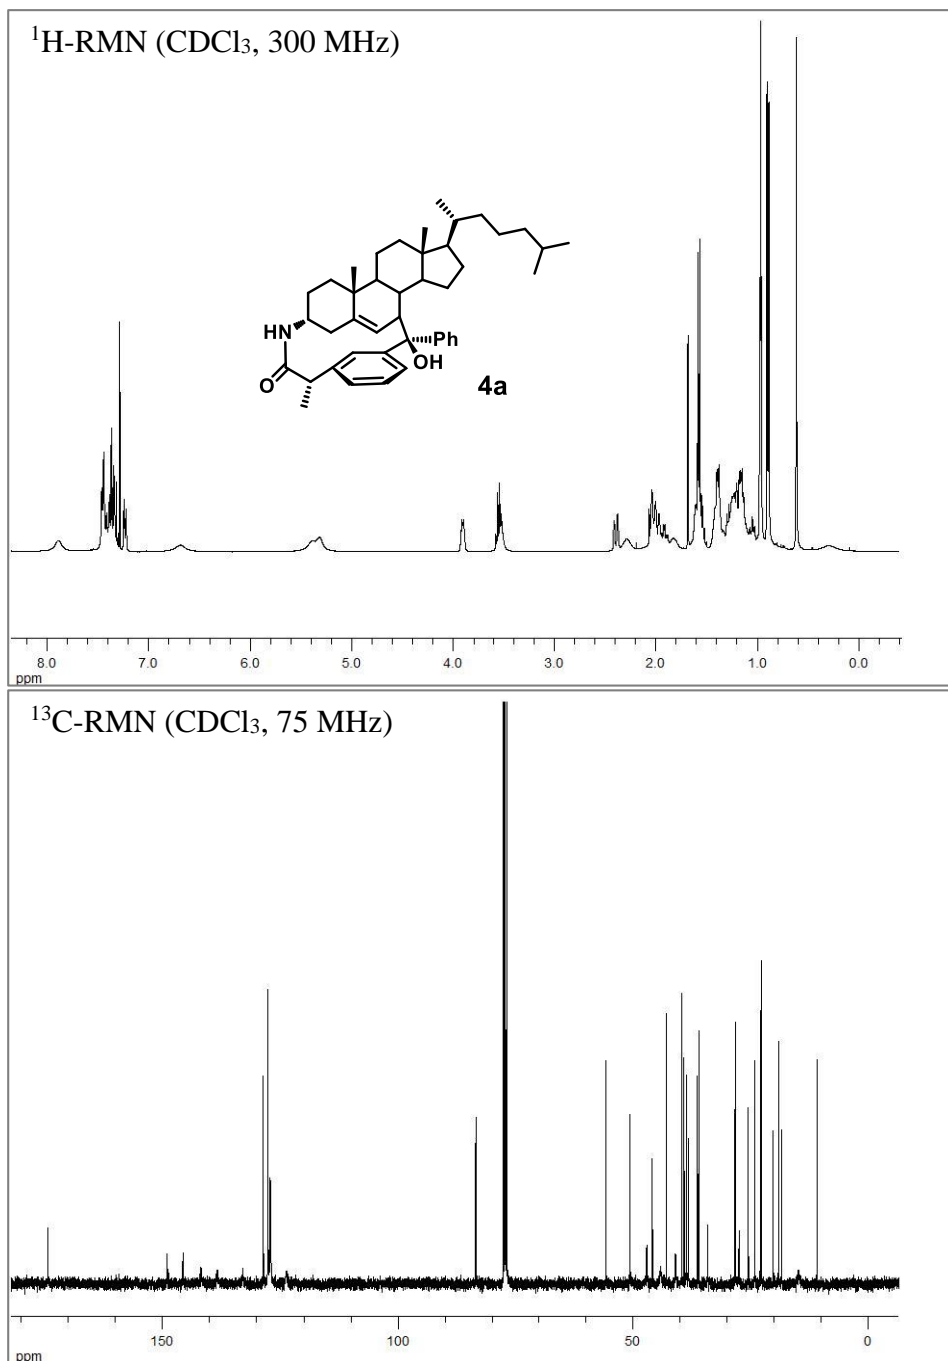 ¹H-RMN (CDCl₃, 300 MHz)
HN
O
Ph
OH
4a
8.0 7.0 6.0 5.0 4.0 3.0 2.0 1.0 0.0
ppm
¹³C-RMN (CDCl₃, 75 MHz)
150 100 50 0
ppm